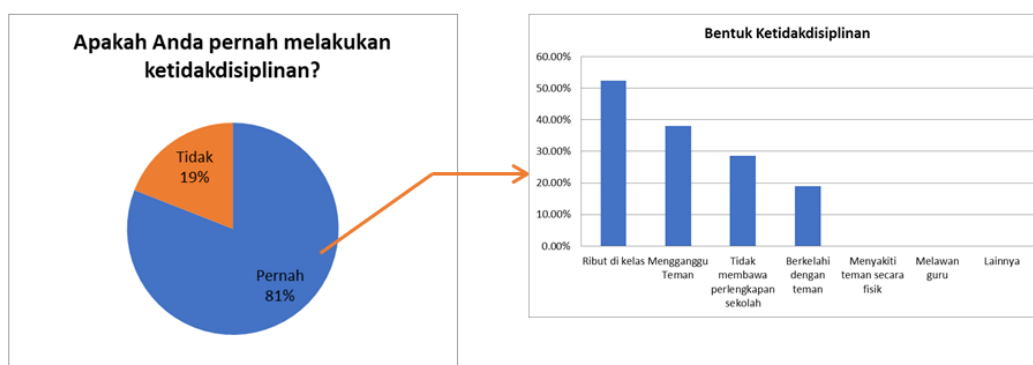 Apakah Anda pernah melakukan
ketidakdisiplinan?
Tidak
19%
Pernah
81%
Bentuk Ketidakdisiplinan
60.00%
50.00%
40.00%
30.00%
20.00%
10.00%
0.00%
Ribut di kelas
Mengganggu
Teman
Tidak
membawa
perlengkapan
sekolah
Berkelahi
dengan
teman
Menyakiti
teman secara
fisik
Melawan
guru
Lainnya